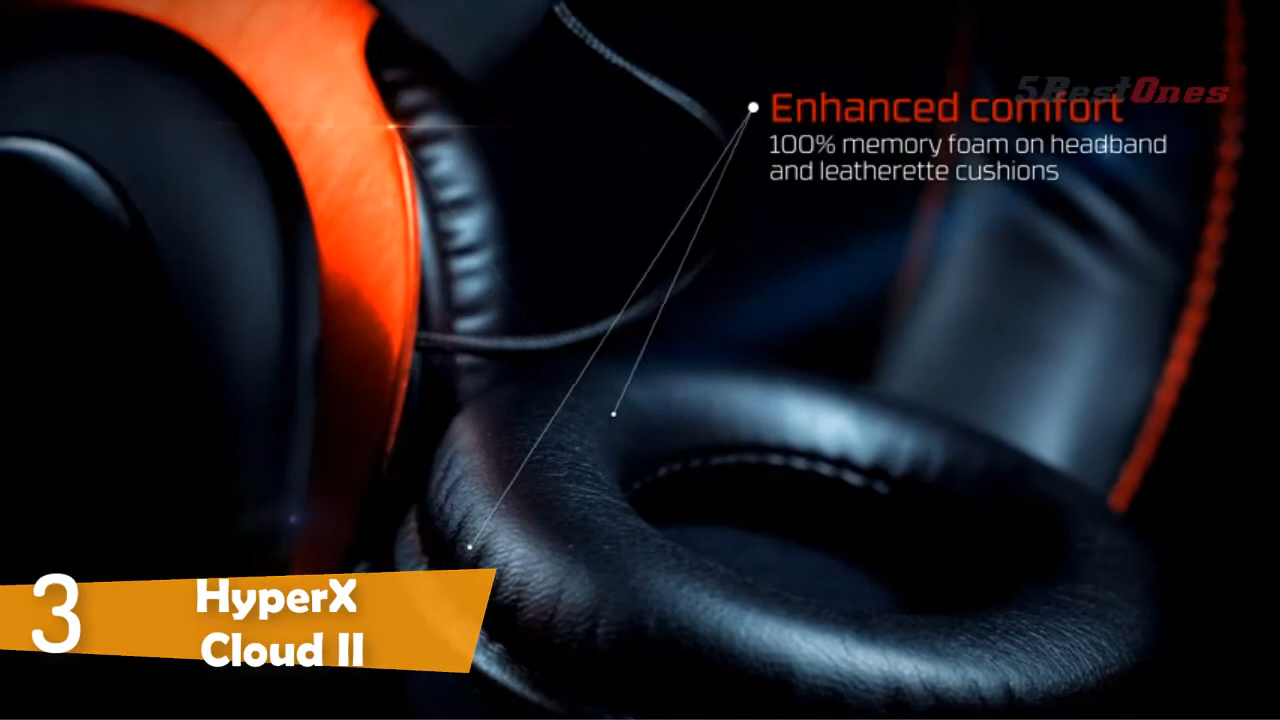 5BestOnes
Enhanced comfort
100% memory foam on headband
and leatherette cushions
3
HyperX
Cloud II